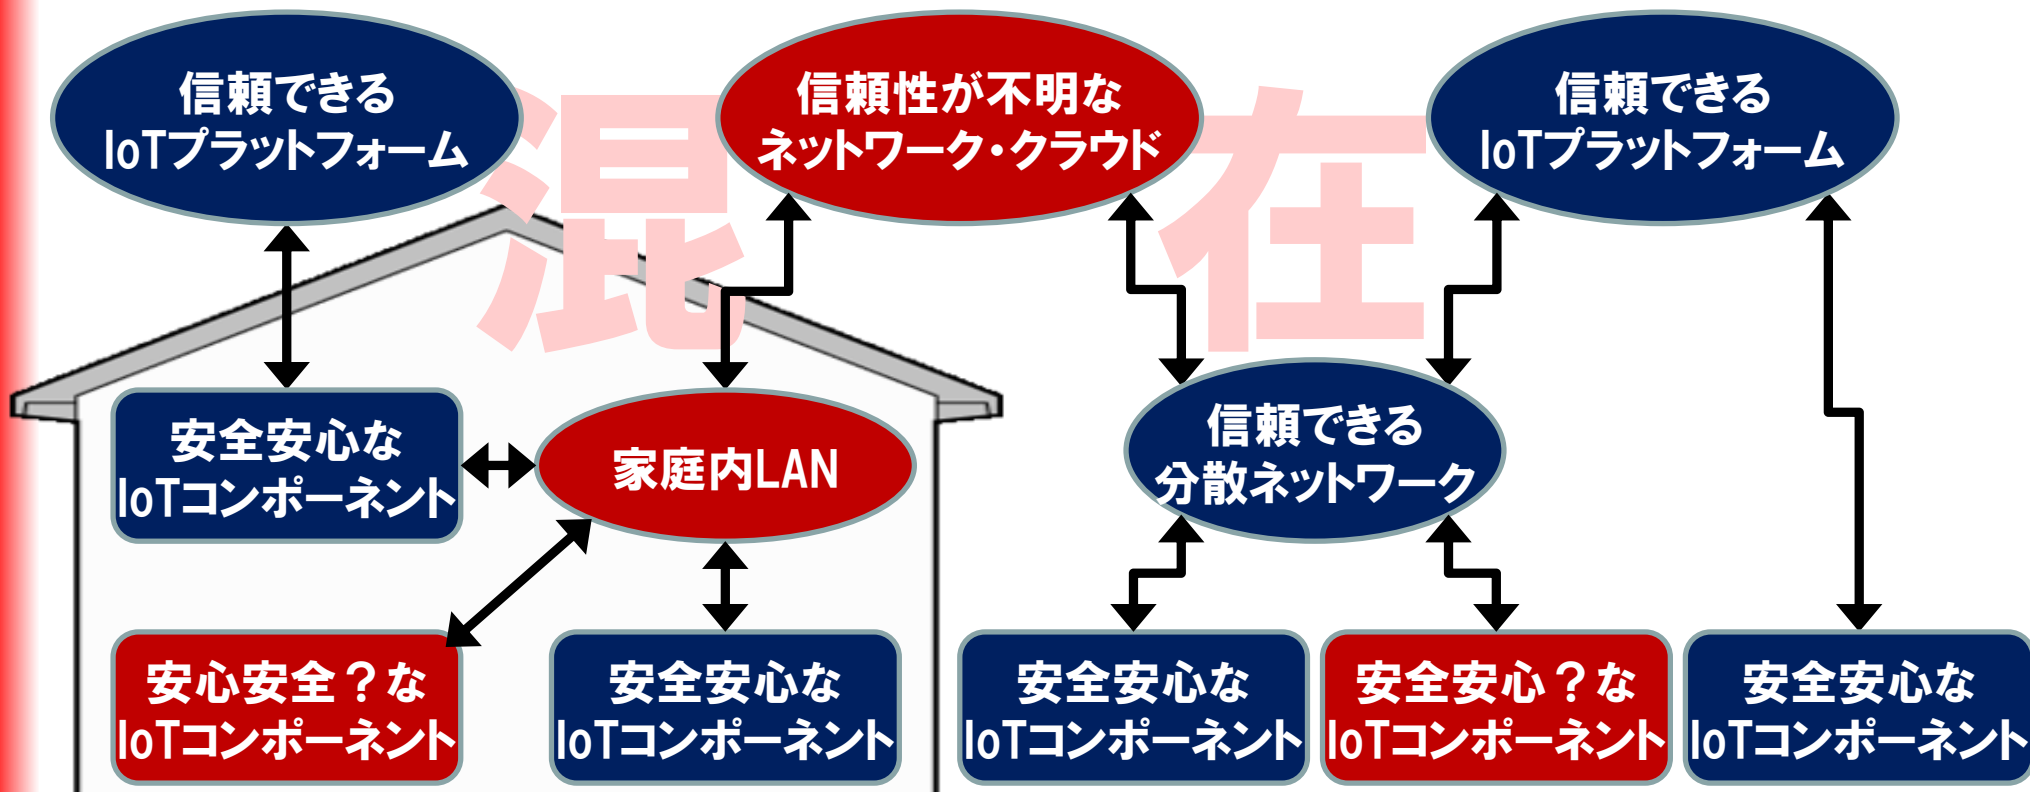 信頼できる
IoTプラットフォーム
信頼性が不明な
ネットワーク・クラウド
信頼できる
IoTプラットフォーム
混在
安全安心な
IoTコンポーネント
家庭内LAN
信頼できる
分散ネットワーク
安心安全？な
IoTコンポーネント
安全安心な
IoTコンポーネント
安全安心な
IoTコンポーネント
安全安心？な
IoTコンポーネント
安全安心な
IoTコンポーネント